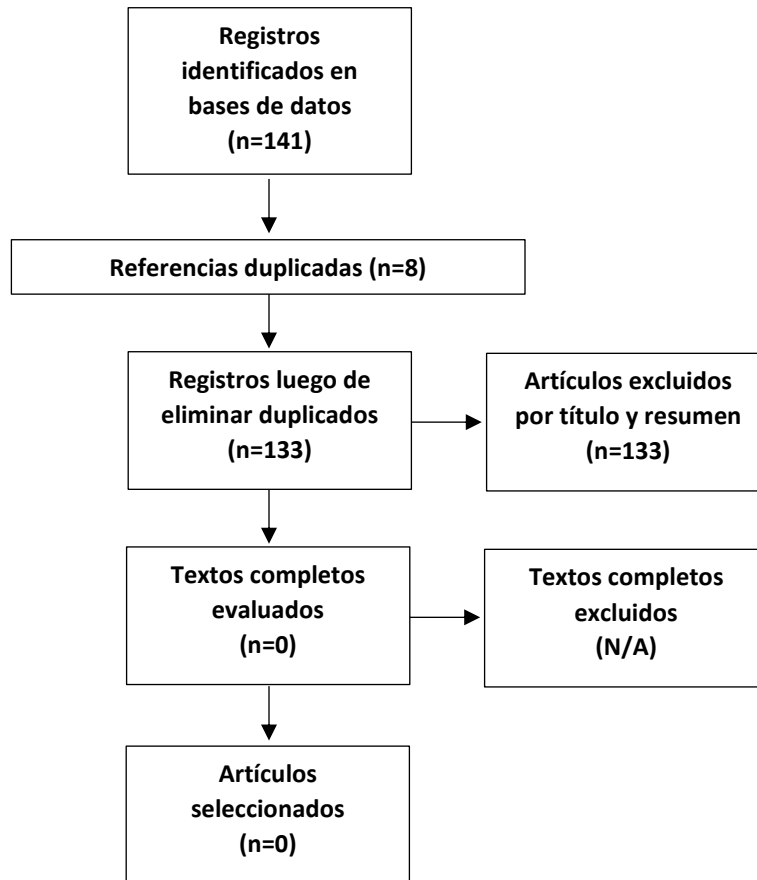 Registros
identificados en
bases de datos
(n=141)
Referencias duplicadas (n=8)
Registros luego de
eliminar duplicados
(n=133)
Artículos excluidos
por título y resumen
(n=133)
Textos completos
evaluados
(n=0)
Textos completos
excluidos
(N/A)
Artículos
seleccionados
(n=0)